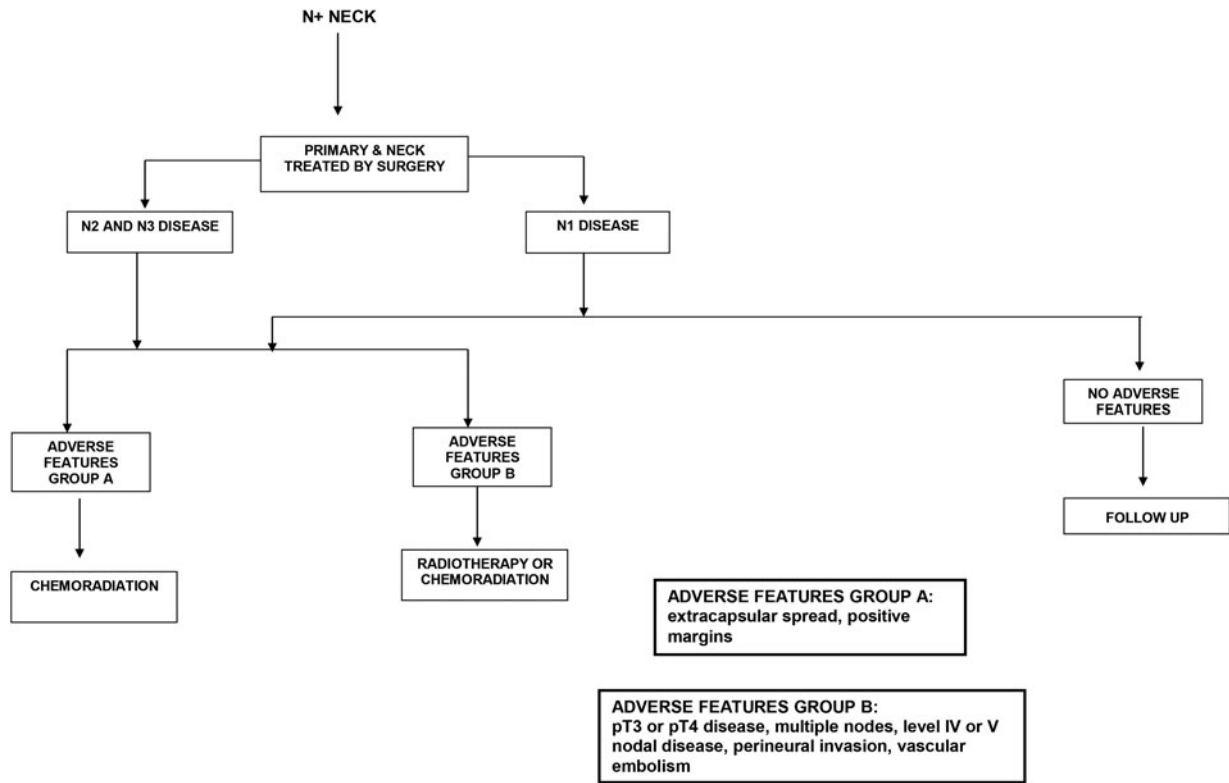 N+ NECK
PRIMARY & NECK
TREATED BY SURGERY
N2 AND N3 DISEASE
N1 DISEASE
NO ADVERSE
FEATURES
ADVERSE
FEATURES
GROUP A
ADVERSE
FEATURES
GROUP B
FOLLOW UP
CHEMORADIATION
RADIOTHERAPY OR
CHEMORADIATION
ADVERSE FEATURES GROUP A:
extracapsular spread, positive
margins
ADVERSE FEATURES GROUP B:
pT3 or pT4 disease, multiple nodes, level IV or V
nodal disease, perineural invasion, vascular
embolism